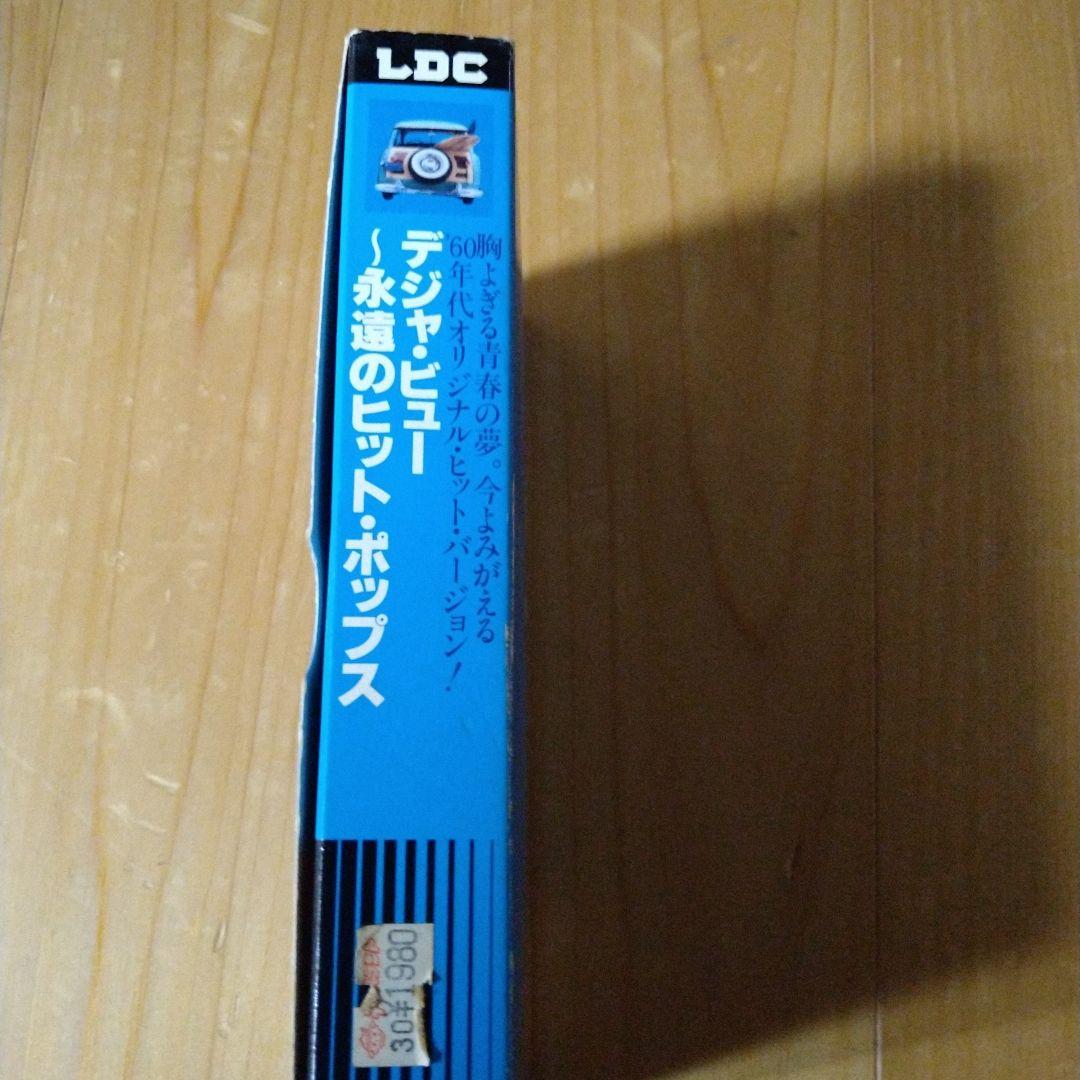 LDC
胸よぎる青春の夢。今よみがえる
'60年代オリジナル・ヒット・バージョン!
デジャ・ビュー
〜永遠のヒット・ポップス
30 ¥1980